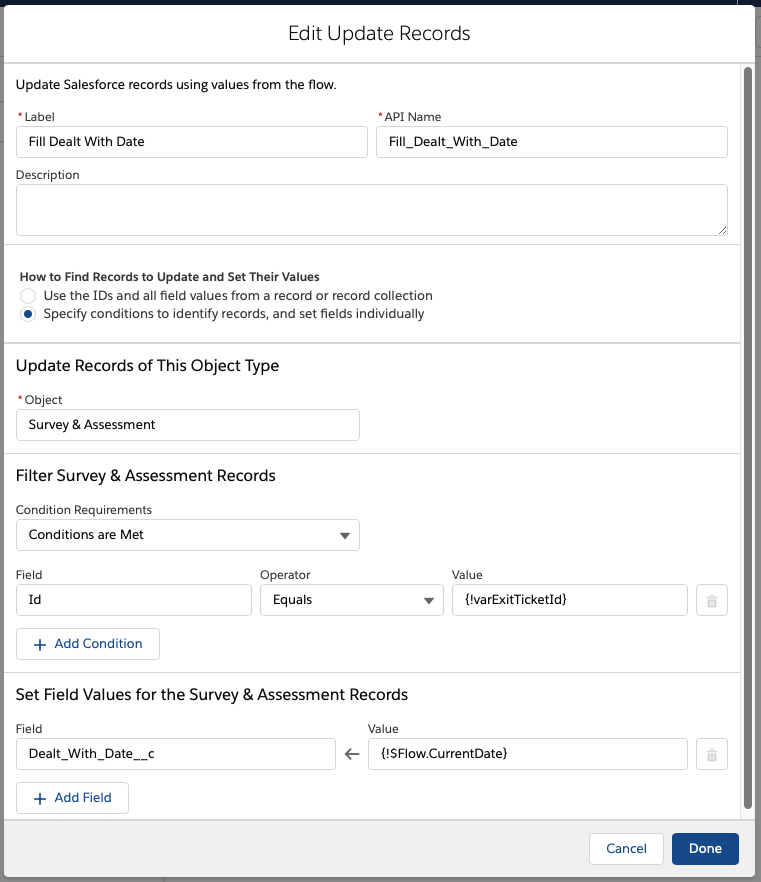 Edit Update Records
Update Salesforce records using values from the flow.
* Label
* API Name
Fill Dealt With Date
Fill_Dealt_With_Date
Description
How to Find Records to Update and Set Their Values
Use the IDs and all field values from a record or record collection
Specify conditions to identify records, and set fields individually
Update Records of This Object Type
* Object
Survey & Assessment
Filter Survey & Assessment Records
Condition Requirements
Conditions are Met
Field
Operator
Value
Id
Equals
{!varExitTicketId}
+ Add Condition
Set Field Values for the Survey & Assessment Records
Field
Value
Dealt_With_Date__c
{!$Flow.CurrentDate}
+ Add Field
Cancel
Done